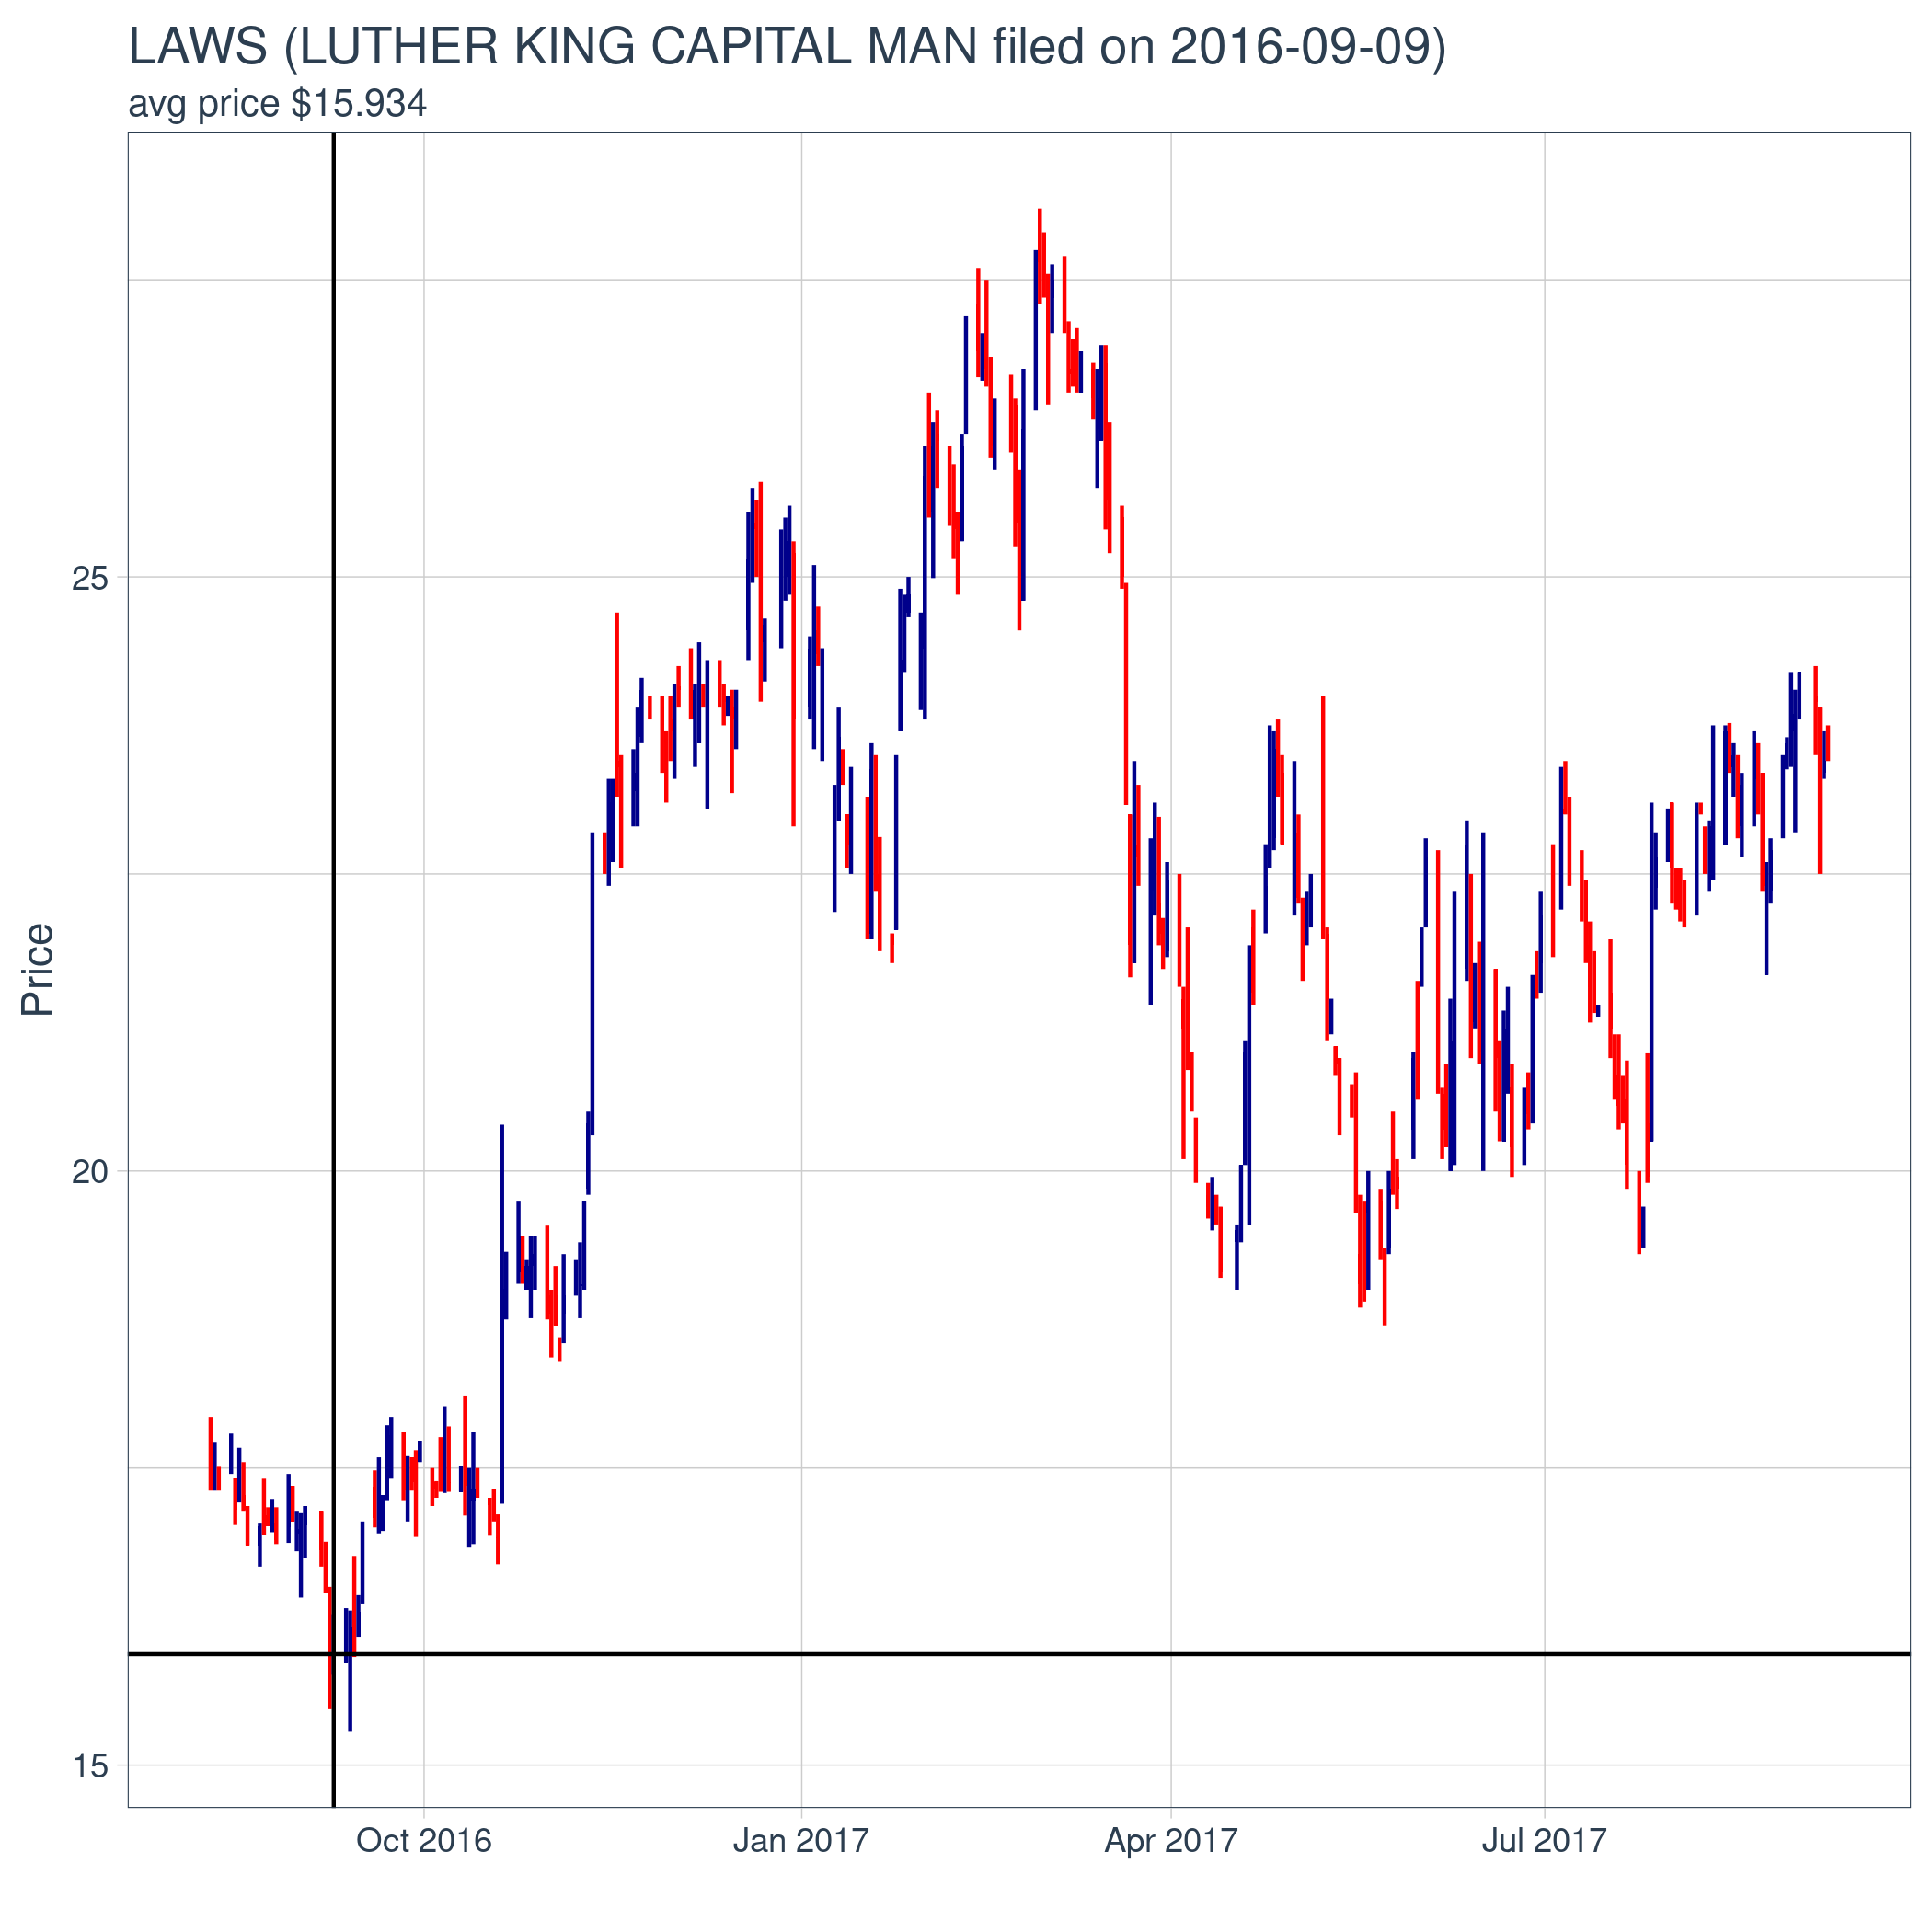 LAWS (LUTHER KING CAPITAL MAN filed on 2016-09-09)
avg price $15.934
Price
25
20
15
Oct 2016
Jan 2017
Apr 2017
Jul 2017